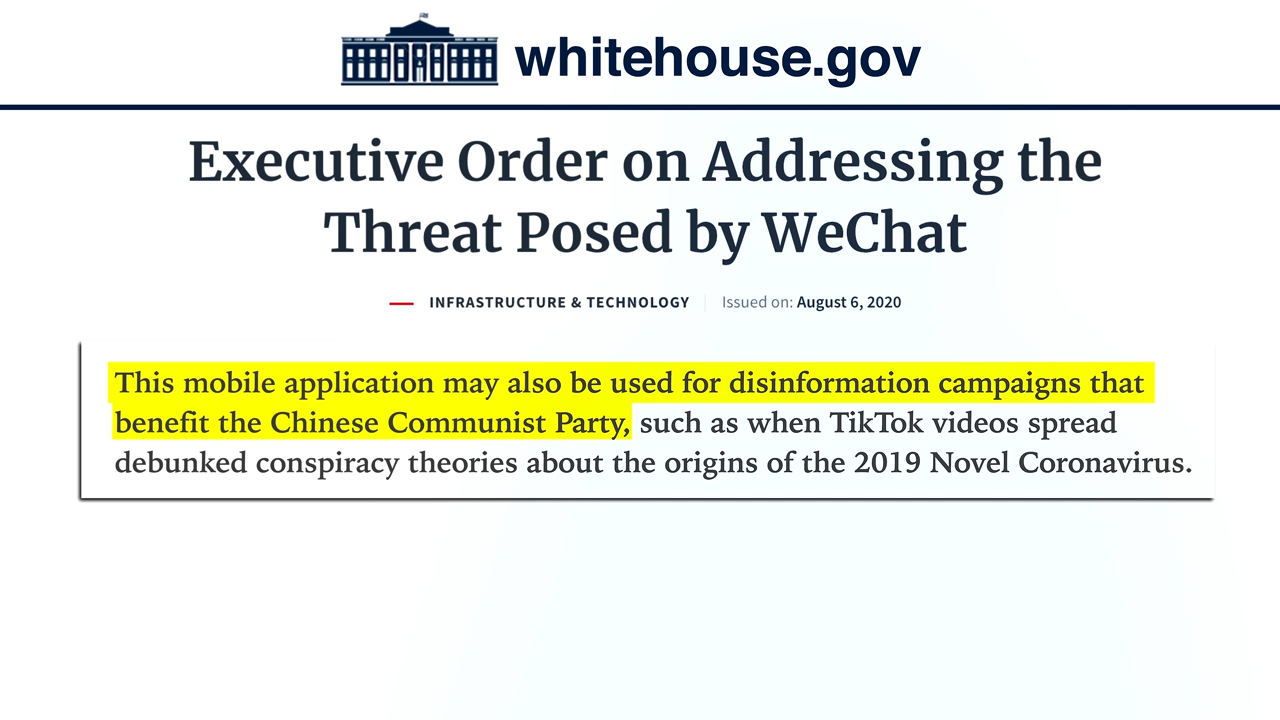 whitehouse.gov
Executive Order on Addressing the
Threat Posed by WeChat
INFRASTRUCTURE & TECHNOLOGY Issued on: August 6, 2020
This mobile application may also be used for disinformation campaigns that
benefit the Chinese Communist Party, such as when TikTok videos spread
debunked conspiracy theories about the origins of the 2019 Novel Coronavirus.